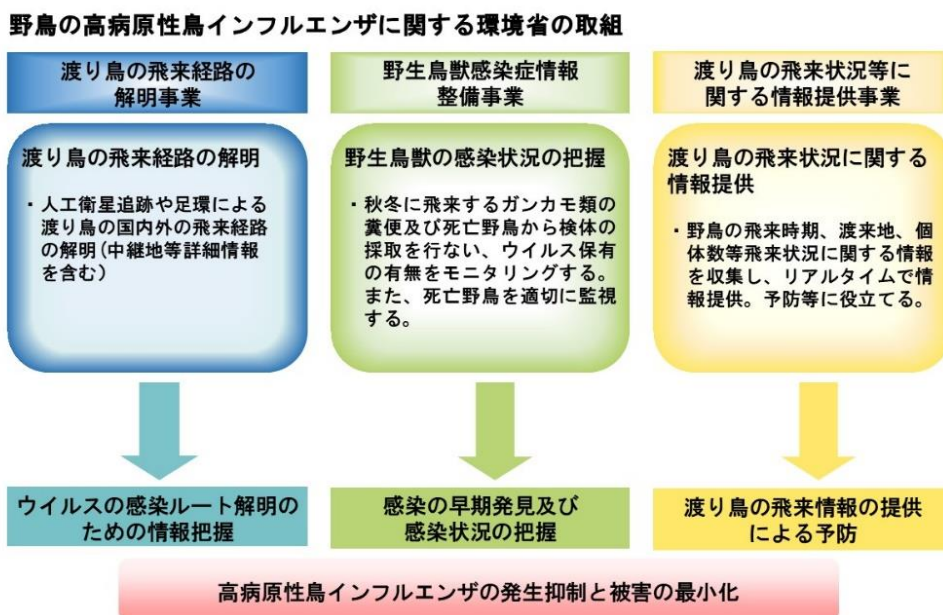 野鳥の高病原性鳥インフルエンザに関する環境省の取組
渡り鳥の飛来経路の
解明事業
渡り鳥の飛来経路の解明
・人工衛星追跡や足環による
渡り鳥の国内外の飛来経路
の解明(中継地等詳細情報
を含む)
ウイルスの感染ルート解明の
ための情報把握
野生鳥獣感染症情報
整備事業
野生鳥獣の感染状況の把握
・秋冬に飛来するガンカモ類の
糞便及び死亡野鳥から検体の
採取を行ない、ウイルス保有
の有無をモニタリングする。
また、死亡野鳥を適切に監視
する。
感染の早期発見及び
感染状況の把握
渡り鳥の飛来状況等に
関する情報提供事業
渡り鳥の飛来状況に関する
情報提供
・野鳥の飛来時期、渡来地、個
体数等飛来状況に関する情報
を収集し、リアルタイムで情
報提供。予防等に役立てる。
渡り鳥の飛来情報の提供
による予防
高病原性鳥インフルエンザの発生抑制と被害の最小化